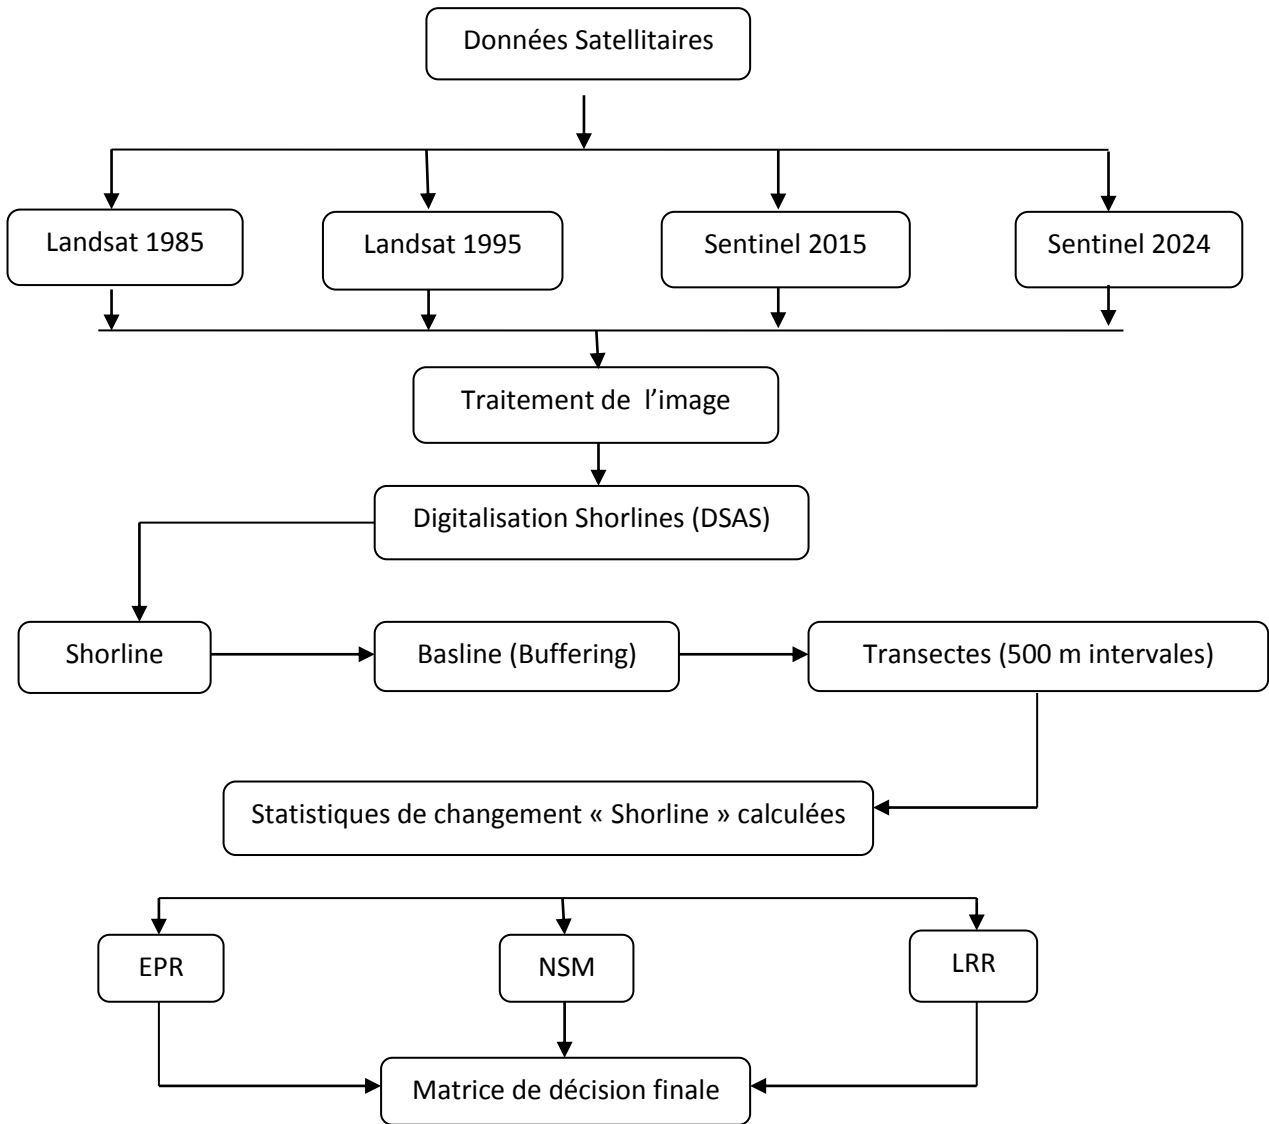 Données Satellitaires
Landsat 1985
Landsat 1995
Sentinel 2015
Sentinel 2024
Traitement de l’image
Digitalisation Shorlines (DSAS)
Shorline
Basline (Buffering)
Transectes (500 m intervales)
Statistiques de changement « Shorline » calculées
EPR
NSM
LRR
Matrice de décision finale